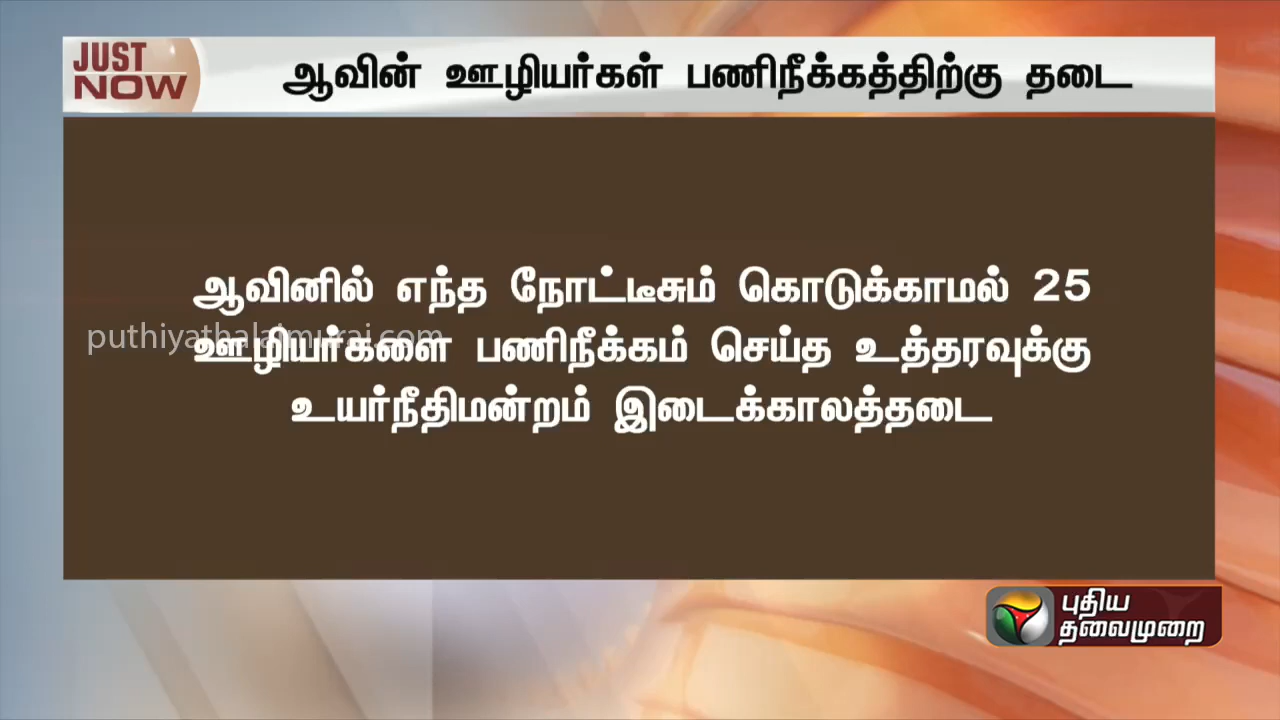 JUST
NOW
ஆவின் ஊழியர்கள் பணிநீக்கத்திற்கு தடை
ஆவினில் எந்த நோட்டீசும் கொடுக்காமல் 25
puthiyathalaimurai.com
ஊழியர்களை பணிநீக்கம் செய்த உத்தரவுக்கு
உயர்நீதிமன்றம் இடைக்காலத்தடை
புதிய
தலைமுறை